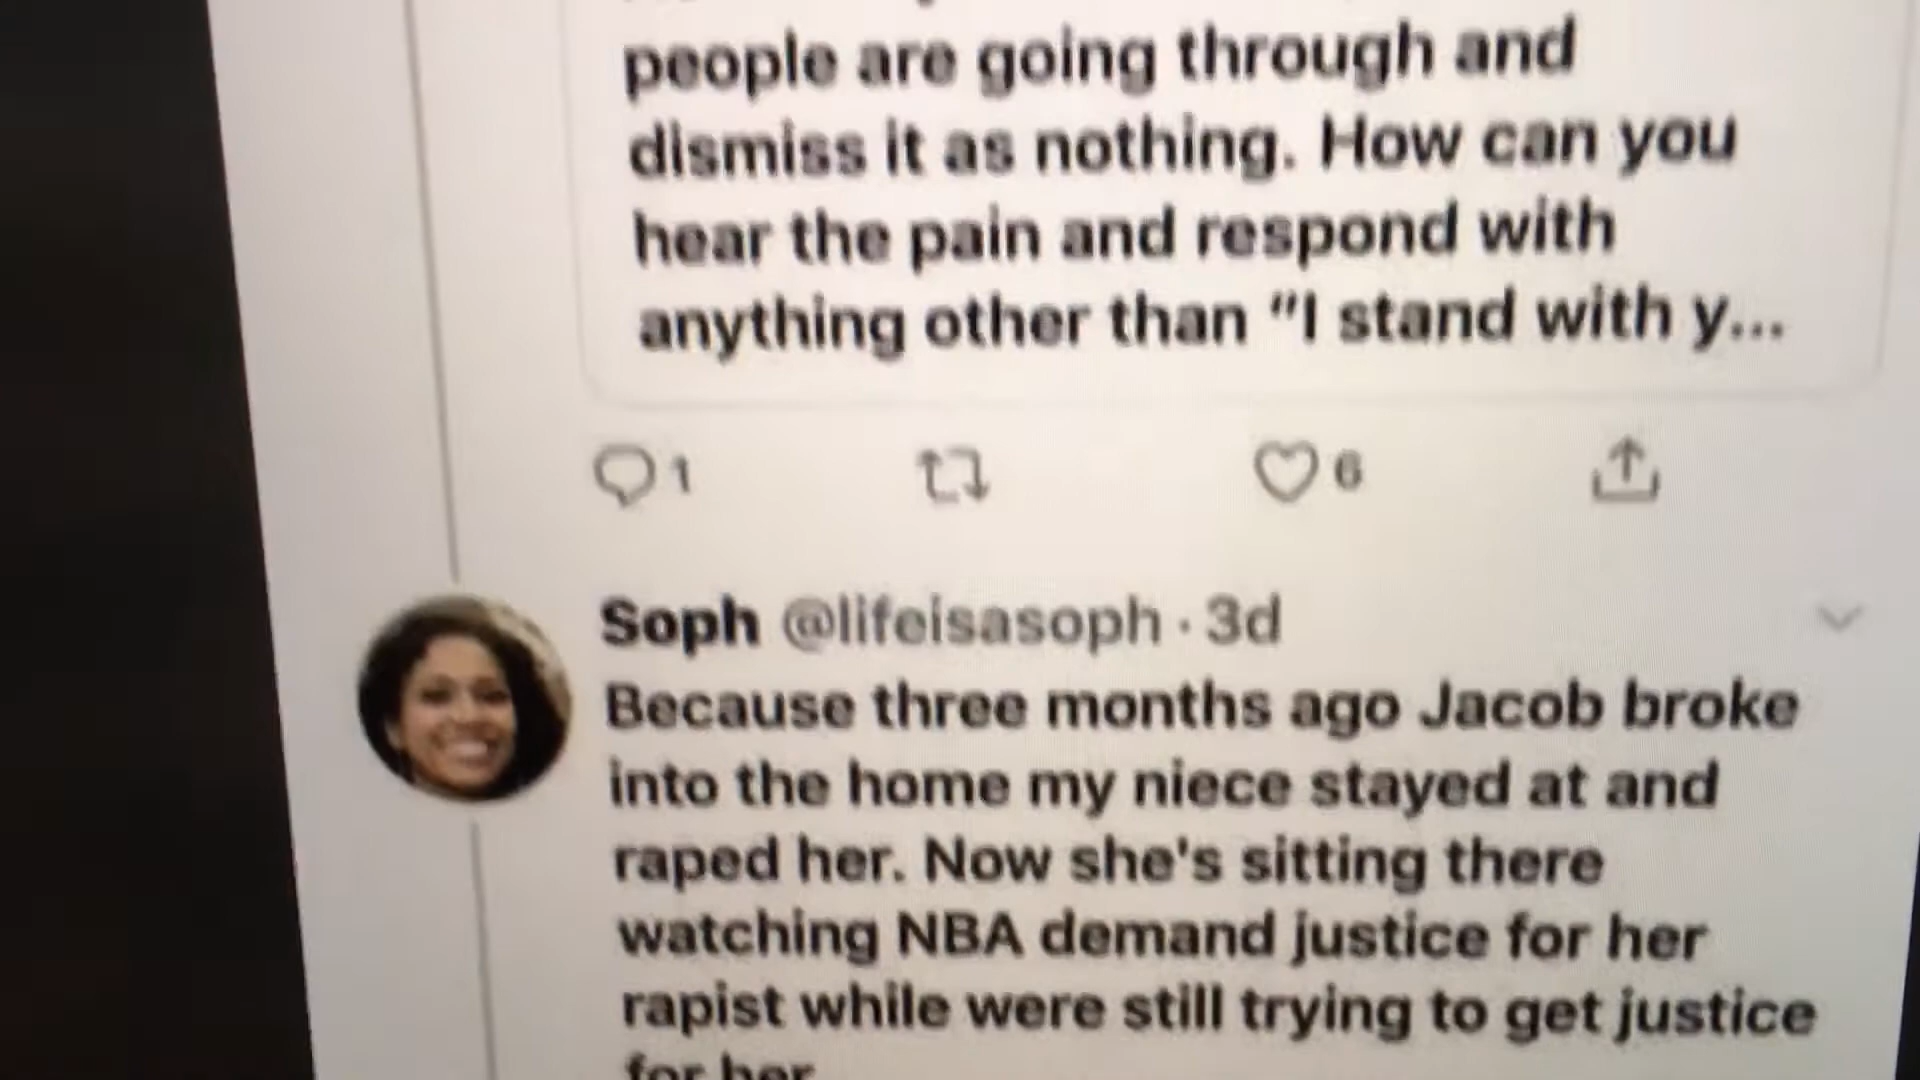 people are going through and
dismiss it as nothing. How can you
hear the pain and respond with
anything other than “I stand with y...
1
6
Soph @lifeisasoph · 3d
Because three months ago Jacob broke
into the home my niece stayed at and
raped her. Now she's sitting there
watching NBA demand justice for her
rapist while were still trying to get justice
for her